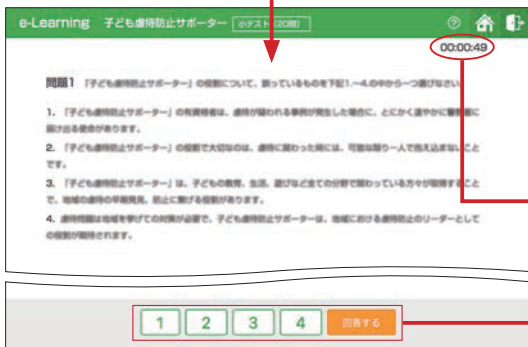 e-Learning 子ども虐待防止サポーター 小テスト(20問)
00:00:49
問題1 「子ども虐待防止サポーター」の役割について、誤っているものを下記1.~4.の中から一つ選びなさい
1. 「子ども虐待防止サポーター」の有資格者は、虐待が疑われる事例が発生した場合に、とにかく速やかに警察署に
届け出る使命があります。
2. 「子ども虐待防止サポーター」の役割で大切なのは、虐待に関わった時には、可能な限り一人で抱え込まないこと
です。
3. 「子ども虐待防止サポーター」は、子どもの教育、生活、遊びなど全ての分野で関わっている方々が取得すること
で、地域の虐待の早期発見、防止に繋げる役割があります。
4. 虐待問題は地域を挙げての対策が必要で、子ども虐待防止サポーターは、地域における虐待防止のリーダーとして
の役割が期待されます。
1 2 3 4 回答する